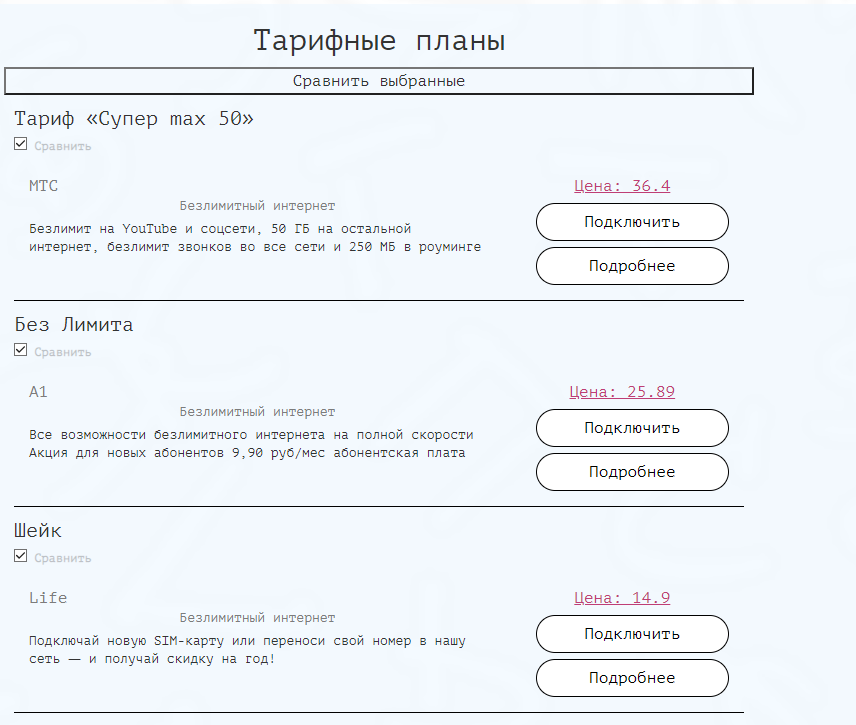 Тарифные планы
Сравнить выбранные
Тариф «Супер max 50»
Сравнить
МТС
Цена: 36.4
Безлимитный интернет
Подключить
Безлимит на YouTube и соцсети, 50 ГБ на остальной
интернет, безлимит звонков во все сети и 250 МБ в роуминге
Подробнее
Без Лимита
Сравнить
A1
Цена: 25.89
Безлимитный интернет
Подключить
Все возможности безлимитного интернета на полной скорости
Акция для новых абонентов 9,90 руб/мес абонентская плата
Подробнее
Шейк
Сравнить
Life
Цена: 14.9
Безлимитный интернет
Подключить
Подключай новую SIM-карту или переноси свой номер в нашу
сеть — и получай скидку на год!
Подробнее